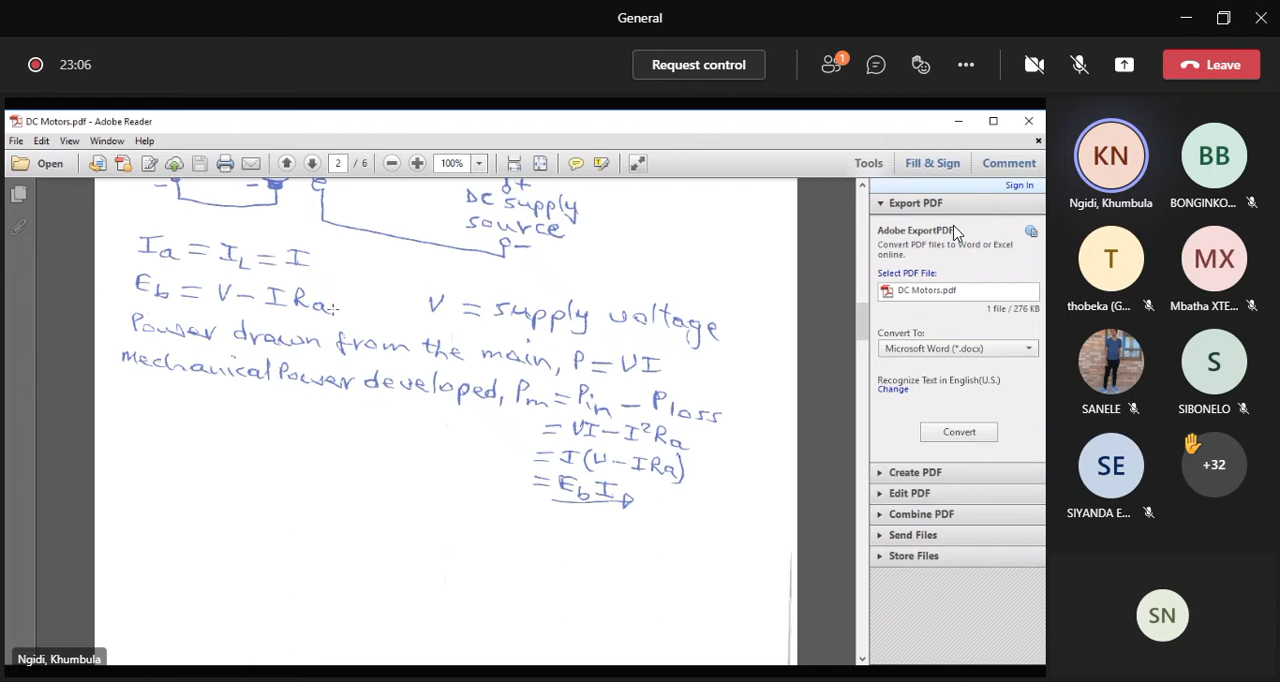 General
23:06
Request control
1
Leave
DC Motors.pdf - Adobe Reader
File Edit View Window Help
Open
2 / 6
100%
Tools Fill & Sign Comment
Sign In
Export PDF
Adobe ExportPDF
Convert PDF files to Word or Excel online.
Select PDF File:
DC Motors.pdf
1 file / 276 KB
Convert To:
Microsoft Word (*.docx)
Recognize Text in English(U.S.)
Change
Convert
Create PDF
Edit PDF
Combine PDF
Send Files
Store Files
DC supply
source
Ia = IL = I
Eb = V - IRa
V = supply voltage
Power drawn from the main, P = VI
Mechanical Power developed, Pm = Pin - Ploss
= VI - I²Ra
= I(V - IRa)
= Eb I
Ngidi, Khumbula
KN
Ngidi, Khumbula
BB
BONGINKO...
T
thobeka (G...
MX
Mbatha XTE...
SANELE
S
SIBONELO
SE
SIYANDA E...
+32
SN